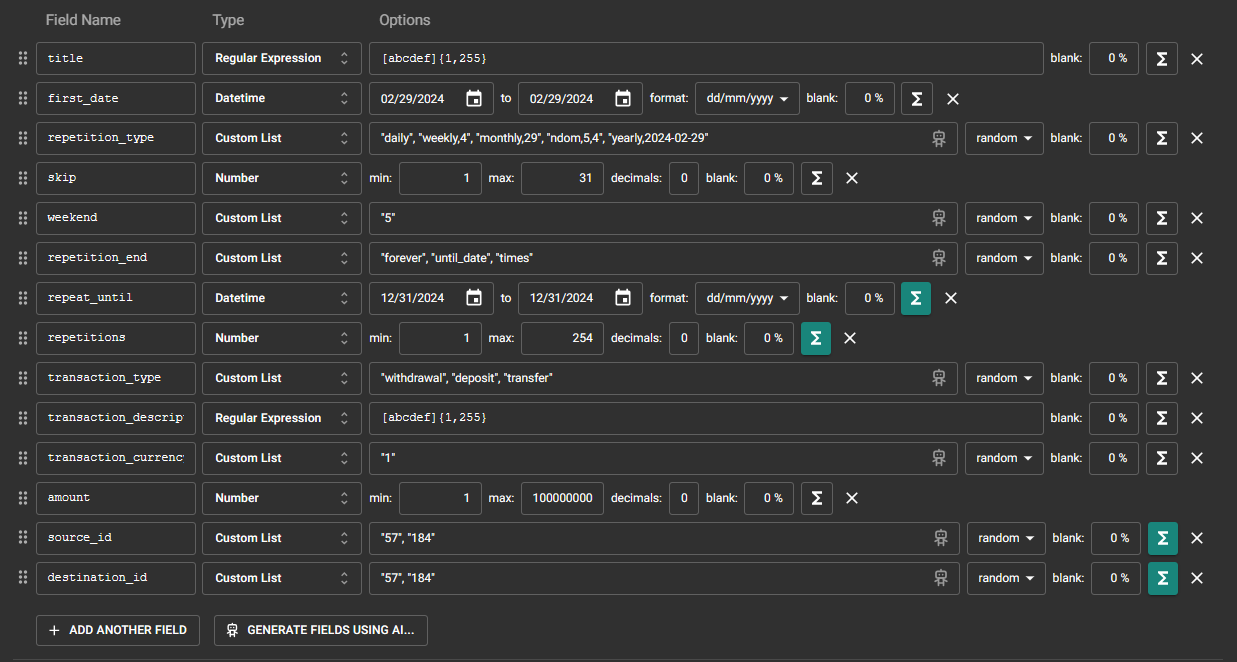 Field Name Type Options
title Regular Expression [abcdef]{1,255} blank: 0 % Σ
first_date Datetime 02/29/2024 to 02/29/2024 format: dd/mm/yyyy blank: 0 % Σ
repetition_type Custom List "daily", "weekly,4", "monthly,29", "ndom,5,4", "yearly,2024-02-29" random blank: 0 % Σ
skip Number min: 1 max: 31 decimals: 0 blank: 0 % Σ
weekend Custom List "5" random blank: 0 % Σ
repetition_end Custom List "forever", "until_date", "times" random blank: 0 % Σ
repeat_until Datetime 12/31/2024 to 12/31/2024 format: dd/mm/yyyy blank: 0 % Σ
repetitions Number min: 1 max: 254 decimals: 0 blank: 0 % Σ
transaction_type Custom List "withdrawal", "deposit", "transfer" random blank: 0 % Σ
transaction_descrip Regular Expression [abcdef]{1,255} blank: 0 % Σ
transaction_currenc Custom List "1" random blank: 0 % Σ
amount Number min: 1 max: 100000000 decimals: 0 blank: 0 % Σ
source_id Custom List "57", "184" random blank: 0 % Σ
destination_id Custom List "57", "184" random blank: 0 % Σ
+ ADD ANOTHER FIELD GENERATE FIELDS USING AI...